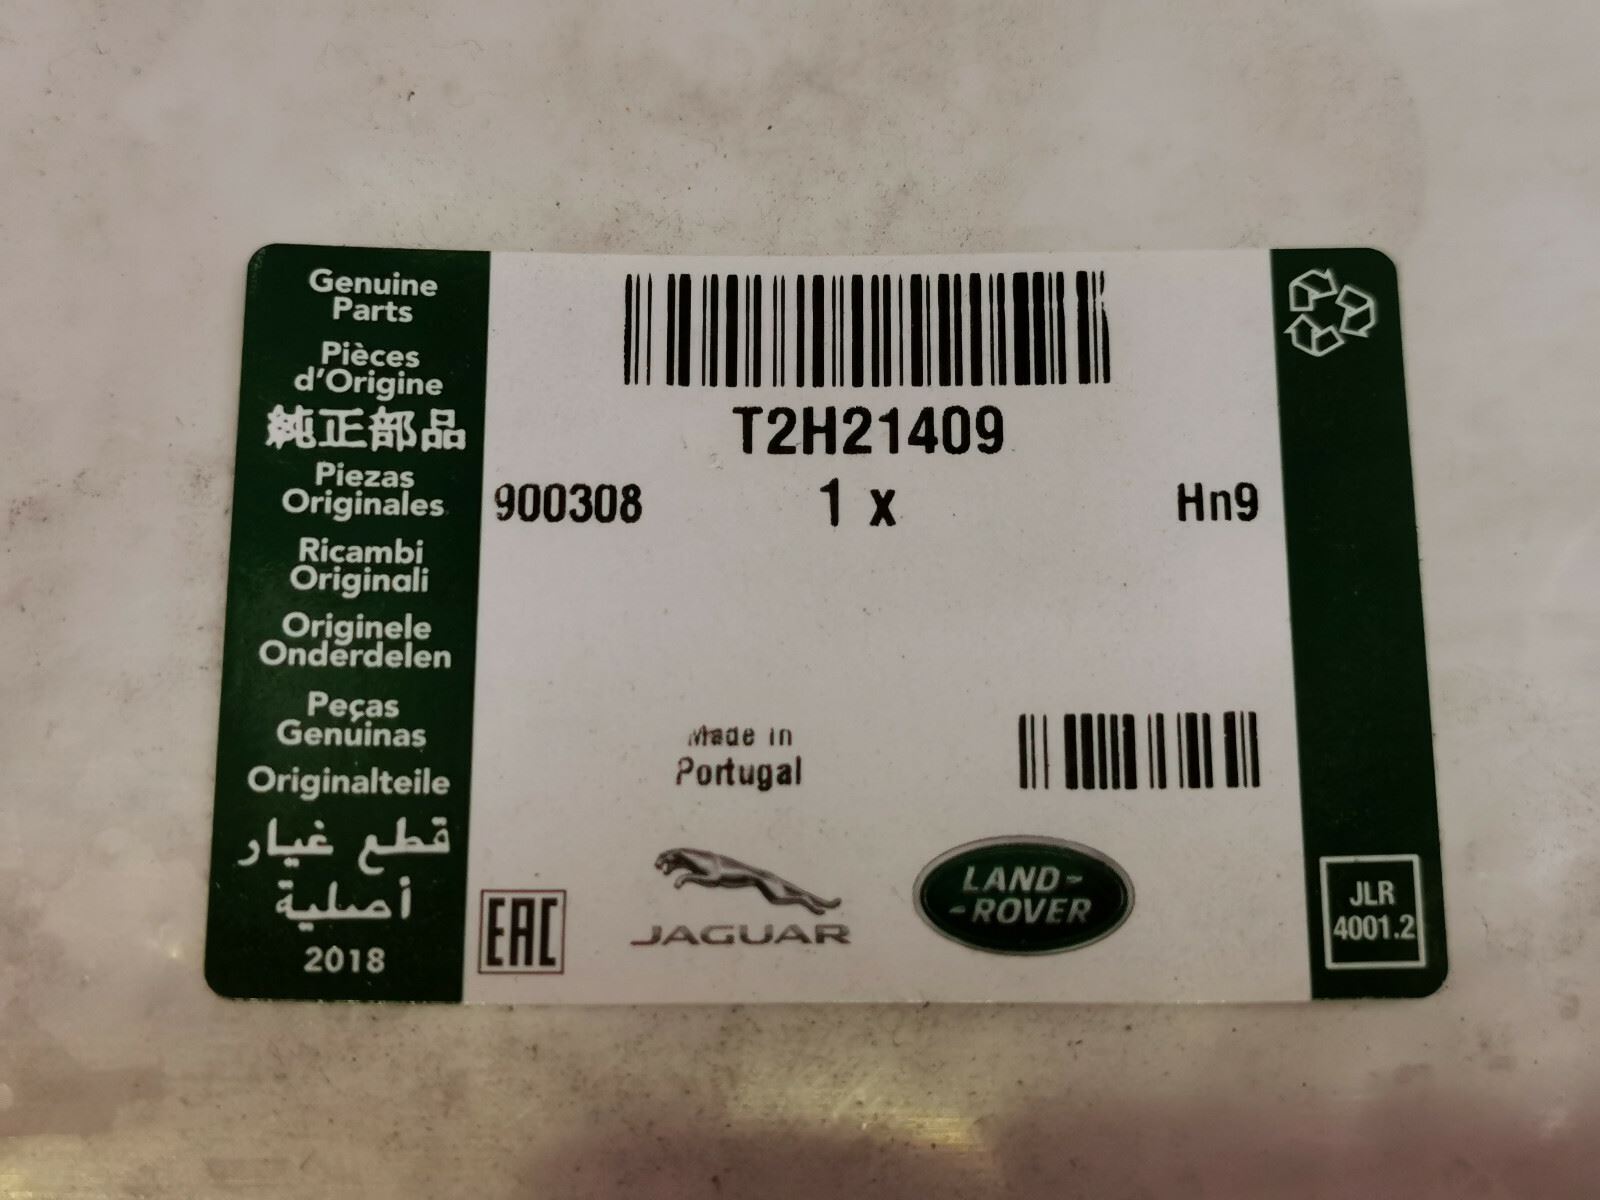 Genuine
Parts
Pièces
d'Origine
純正部品
Piezas
Originales
Ricambi
Originali
Originele
Onderdelen
Peças
Genuinas
Originalteile
قطع غيار
أصلية
2018
T2H21409
900308 1 x Hn9
Made in
Portugal
EAC
JAGUAR
LAND-
-ROVER
JLR
4001.2